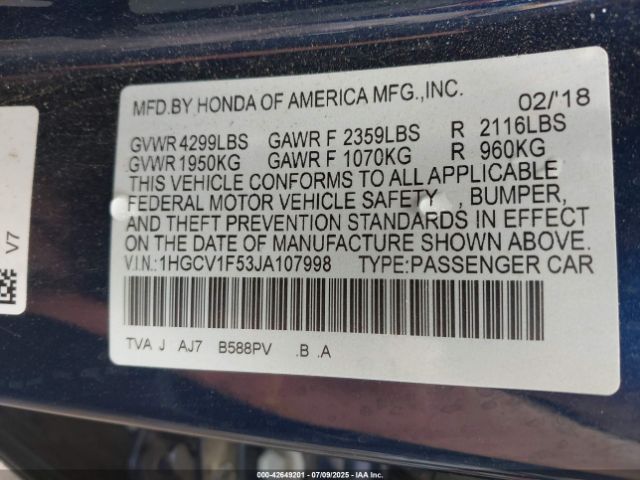 MFD.BY HONDA OF AMERICA MFG.,INC. 02/'18
GVWR 4299LBS GAWR F 2359LBS R 2116LBS
GVWR 1950KG GAWR F 1070KG R 960KG
THIS VEHICLE CONFORMS TO ALL APPLICABLE
FEDERAL MOTOR VEHICLE SAFETY , BUMPER,
AND THEFT PREVENTION STANDARDS IN EFFECT
ON THE DATE OF MANUFACTURE SHOWN ABOVE.
V.I.N.:1HGCV1F53JA107998 TYPE:PASSENGER CAR
TVA J AJ7 B588PV .B .A
V7
000-42649201 - 07/09/2025 - IAAI.COM